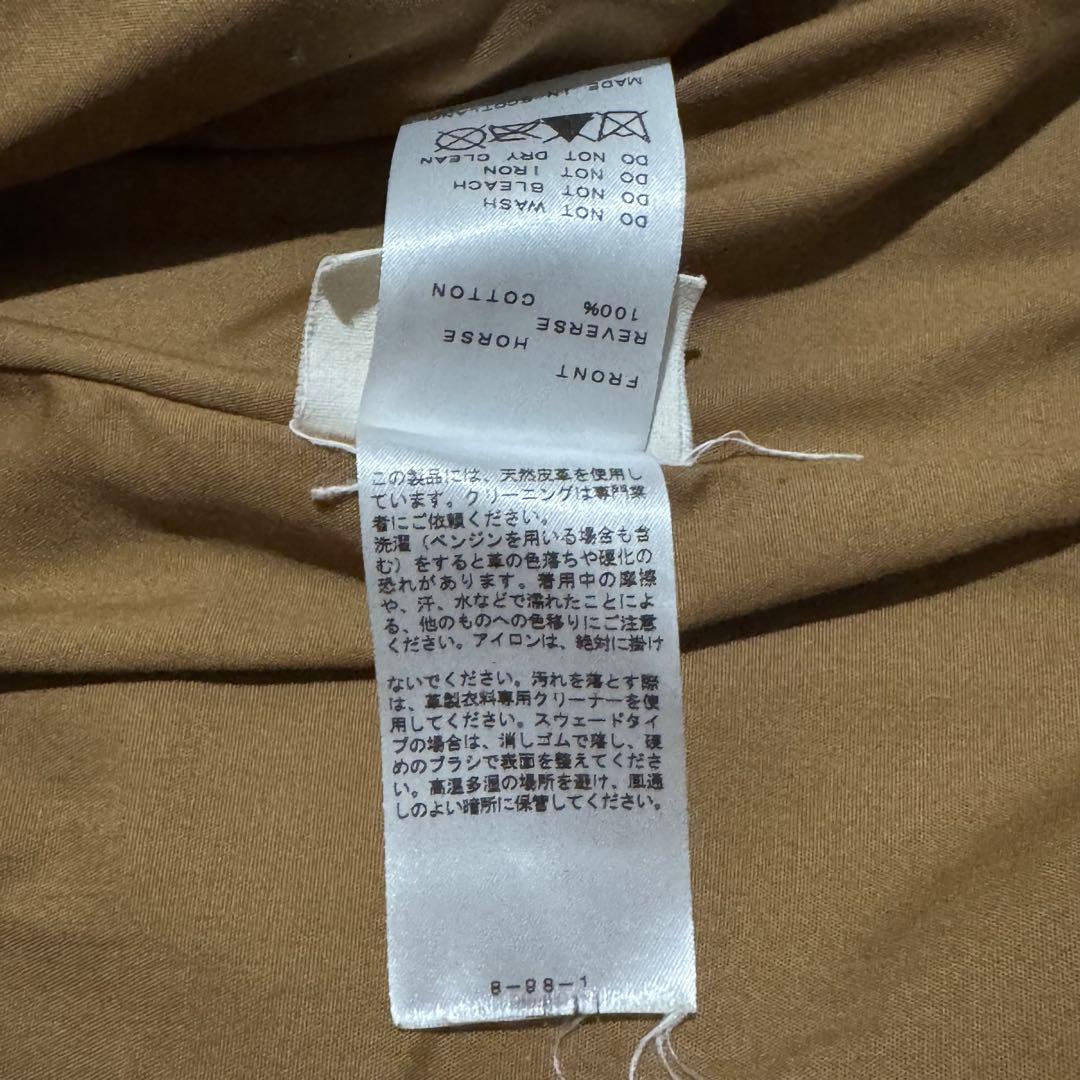 FRONT
HORSE
REVERSE
100%
COTTON
DO NOT WASH
DO NOT BLEACH
DO NOT IRON
DO NOT DRY CLEAN
MADE IN SCOTLAND
この製品には、天然皮革を使用し
ています。クリーニングは専門業
者にご依頼ください。
洗濯（ベンジンを用いる場合も含
む）をすると革の色落ちや硬化の
恐れがあります。着用中の摩擦
や、汗、水などで濡れたことによ
る、他のものへの色移りにご注意
ください。アイロンは、絶対に掛け
ないでください。汚れを落とす際
は、革製衣料専用クリーナーを使
用してください。スウェードタイ
プの場合は、消しゴムで落し、硬
めのブラシで表面を整えてくださ
い。高温多湿の場所を避け、風通
しのよい暗所に保管してください。
8-98-1